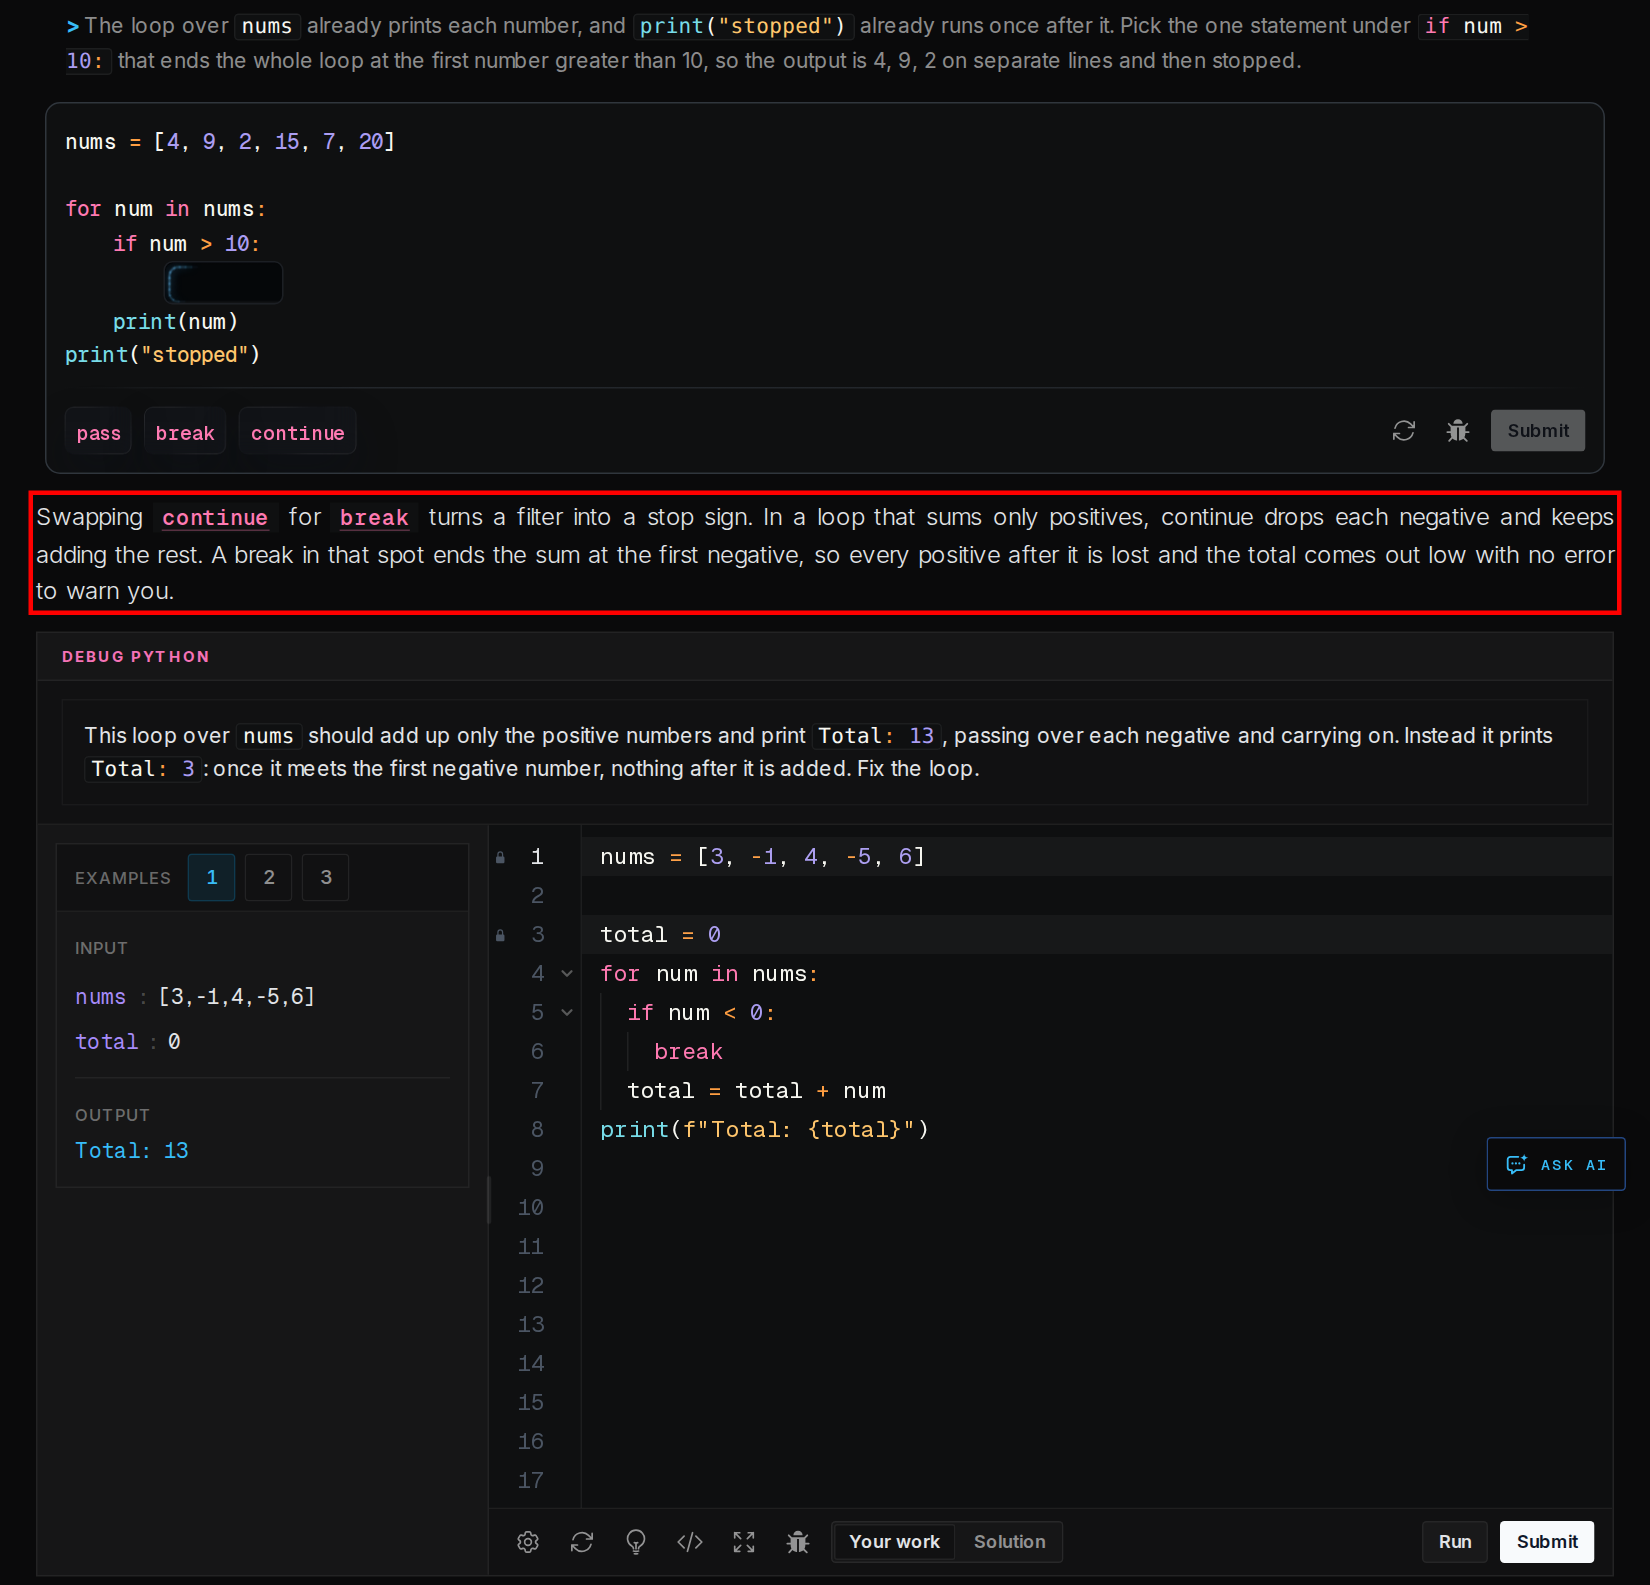 > The loop over nums already prints each number, and print("stopped") already runs once after it. Pick the one statement under if num >
10: that ends the whole loop at the first number greater than 10, so the output is 4, 9, 2 on separate lines and then stopped.
nums = [4, 9, 2, 15, 7, 20]
for num in nums:
if num > 10:
print(num)
print("stopped")
pass break continue Submit
Swapping continue for break turns a filter into a stop sign. In a loop that sums only positives, continue drops each negative and keeps
adding the rest. A break in that spot ends the sum at the first negative, so every positive after it is lost and the total comes out low with no error
to warn you.
DEBUG PYTHON
This loop over nums should add up only the positive numbers and print Total: 13, passing over each negative and carrying on. Instead it prints
Total: 3: once it meets the first negative number, nothing after it is added. Fix the loop.
EXAMPLES 1 2 3
INPUT
nums : [3,-1,4,-5,6]
total : 0
OUTPUT
Total: 13
1 nums = [3, -1, 4, -5, 6]
2
3 total = 0
4 for num in nums:
5 if num < 0:
6 break
7 total = total + num
8 print(f"Total: {total}")
9
10
11
12
13
14
15
16
17
ASK AI
</> Your work Solution Run Submit